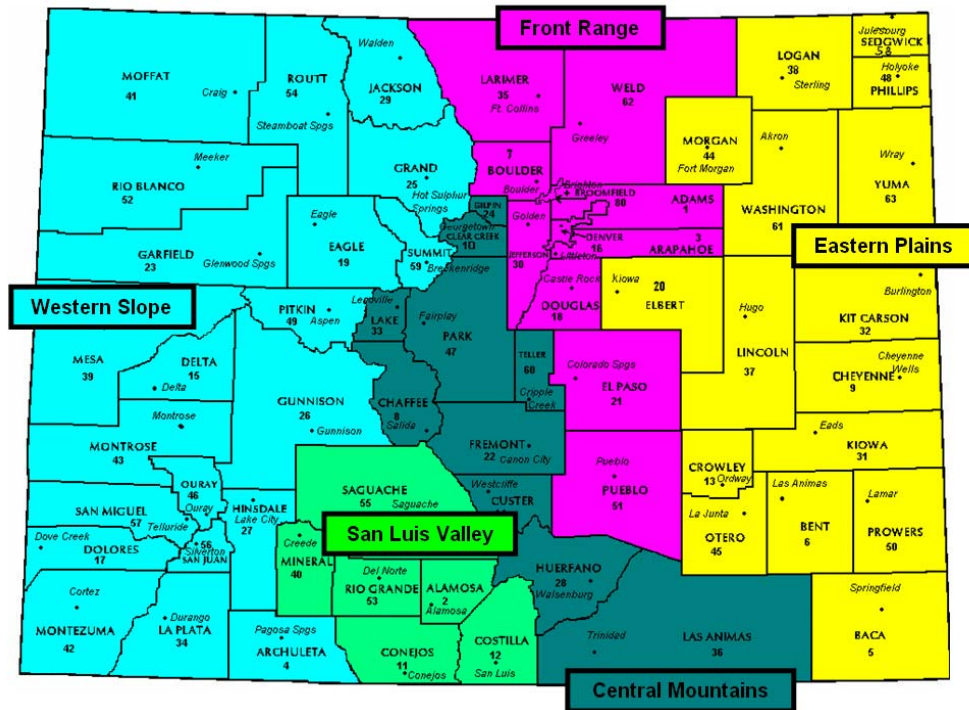 Front Range
Julesburg
SEDGWICK
58
LOGAN
38
Sterling
Holyoke
48
PHILLIPS
Walden
JACKSON
29
MOFFAT
41
Craig
ROUTT
54
Steamboat Spgs
LARIMER
35
Ft. Collins
WELD
62
Greeley
MORGAN
44
Fort Morgan
Akron
WASHINGTON
61
Wray
YUMA
63
Meeker
RIO BLANCO
52
GRAND
25
Hot Sulphur
Springs
7
BOULDER
Boulder
Brighton
BROOMFIELD
80
ADAMS
1
GILPIN
24
Georgetown
CLEAR CREEK
10
Golden
JEFFERSON
30
DENVER
16
Littleton
3
ARAPAHOE
Eastern Plains
Eagle
EAGLE
19
GARFIELD
23
Glenwood Spgs
SUMMIT
59
Breckenridge
Castle Rock
DOUGLAS
18
Kiowa
20
ELBERT
Hugo
LINCOLN
37
Burlington
KIT CARSON
32
Western Slope
PITKIN
49
Aspen
Leadville
LAKE
33
Fairplay
PARK
47
TELLER
60
Cripple
Creek
Colorado Spgs
EL PASO
21
Cheyenne
Wells
CHEYENNE
9
MESA
39
DELTA
15
Delta
GUNNISON
26
Gunnison
CHAFFEE
8
Salida
FREMONT
22
Canon City
Montrose
MONTROSE
43
Eads
KIOWA
31
CROWLEY
13
Ordway
OURAY
46
Ouray
SAN MIGUEL
57
Telluride
HINSDALE
Lake City
27
SAGUACHE
55
Saguache
Westcliffe
CUSTER
Pueblo
PUEBLO
51
La Junta
OTERO
45
Las Animas
BENT
6
Lamar
PROWERS
50
San Luis Valley
Dove Creek
DOLORES
17
56
Silverton
SAN JUAN
Creede
MINERAL
40
Del Norte
RIO GRANDE
53
ALAMOSA
2
Alamosa
HUERFANO
28
Walsenburg
Cortez
MONTEZUMA
42
Durango
LA PLATA
34
Pagosa Spgs
ARCHULETA
4
CONEJOS
11
Conejos
COSTILLA
12
San Luis
Trinidad
LAS ANIMAS
36
Springfield
BACA
5
Central Mountains